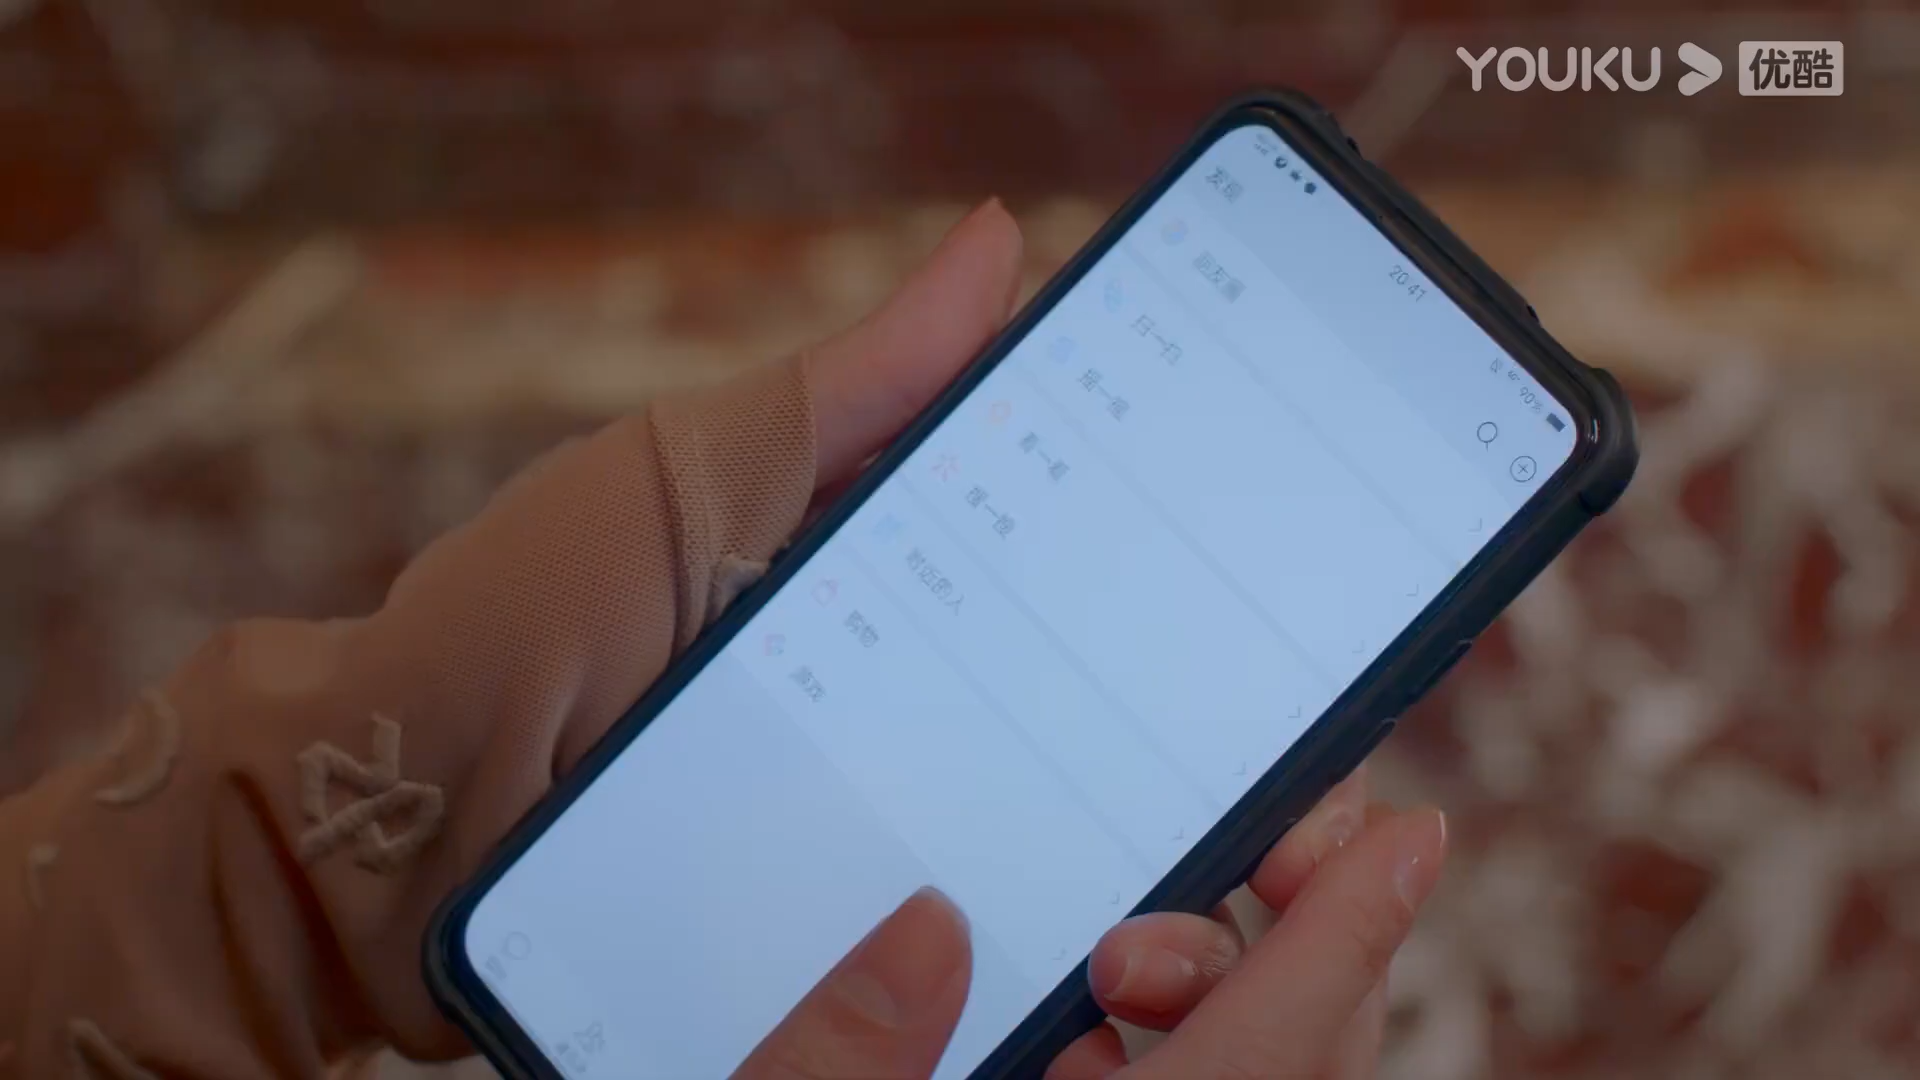 YOUKU 优酷
20:41
90%
发现
朋友圈
扫一扫
摇一摇
看一看
搜一搜
附近的人
购物
游戏